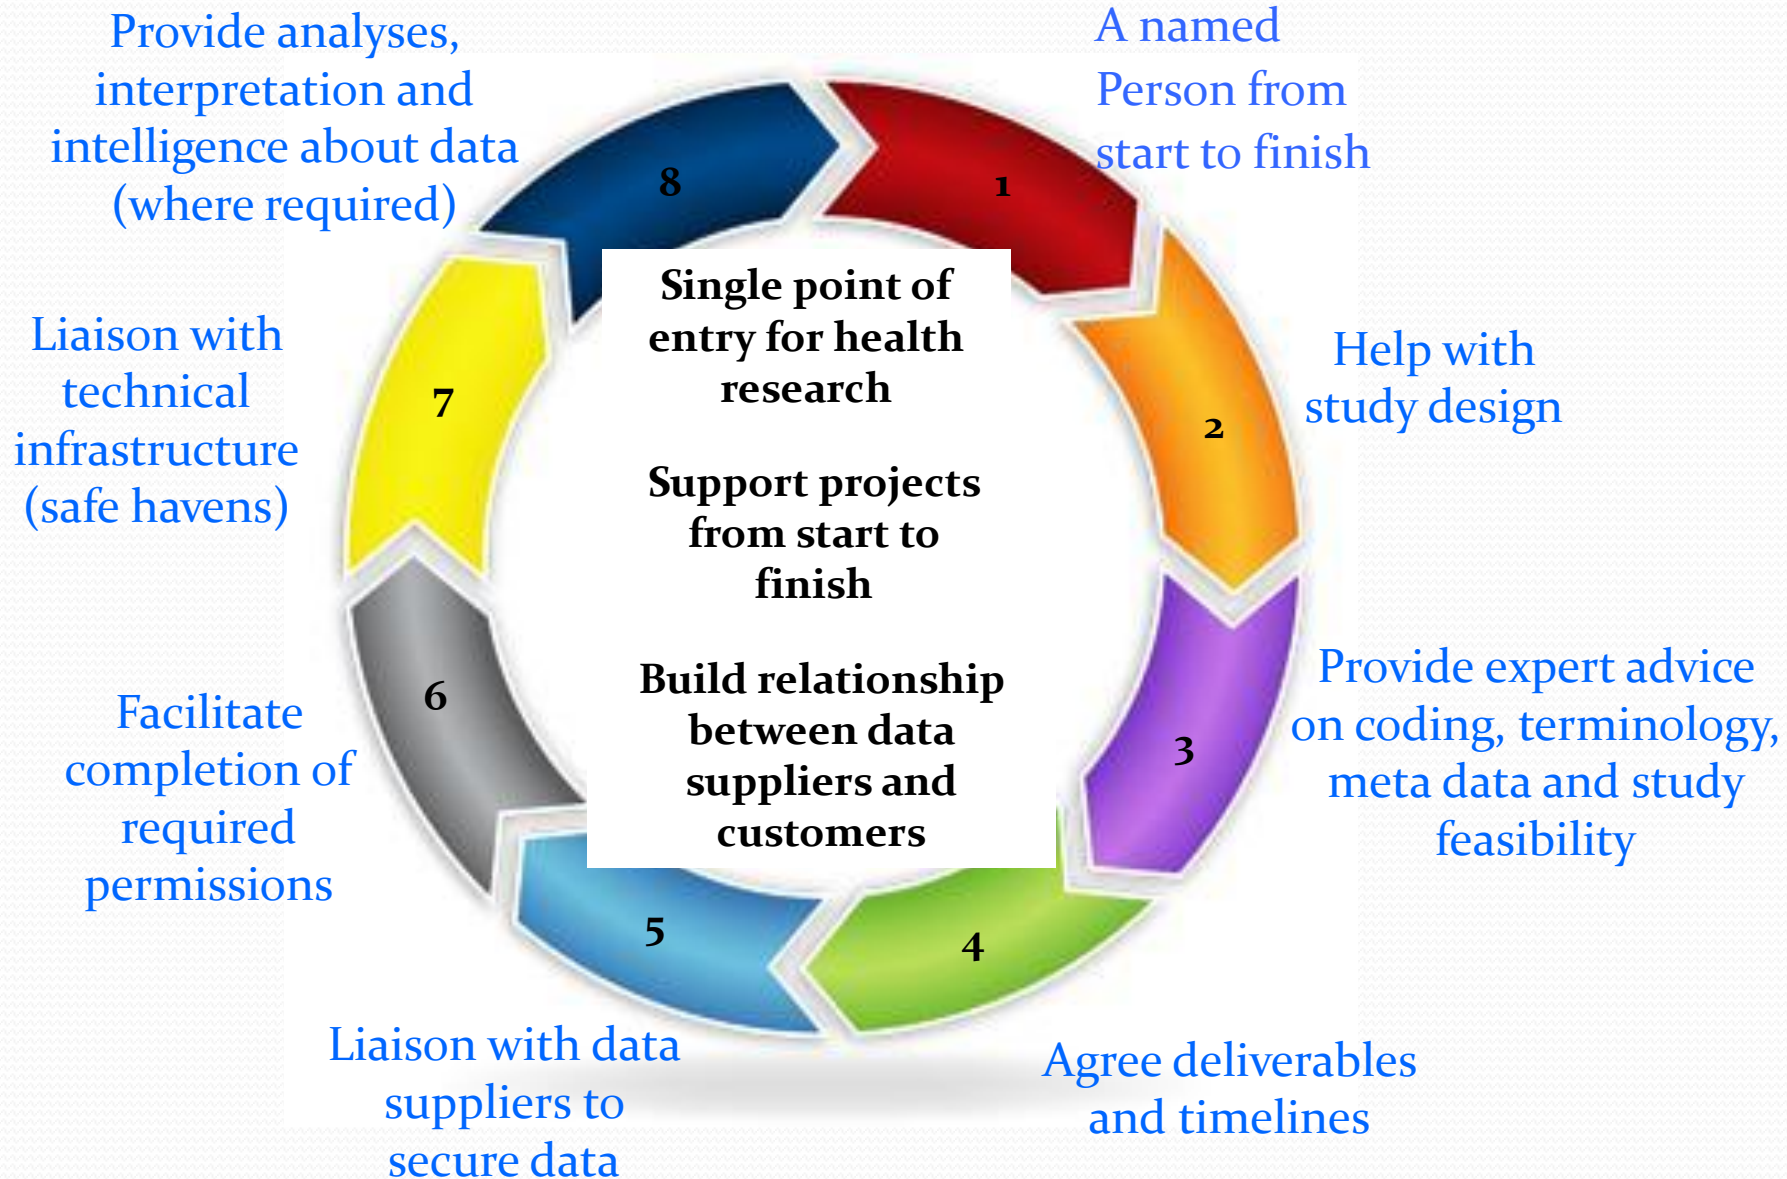 Provide analyses,
interpretation and
intelligence about data
(where required)
A named
Person from
start to finish
8
1
Single point of
entry for health
research
Support projects
from start to
finish
Build relationship
between data
suppliers and
customers
Liaison with
technical
infrastructure
(safe havens)
7
2
Help with
study design
6
3
Facilitate
completion of
required
permissions
Provide expert advice
on coding, terminology,
meta data and study
feasibility
5
4
Liaison with data
suppliers to
secure data
Agree deliverables
and timelines